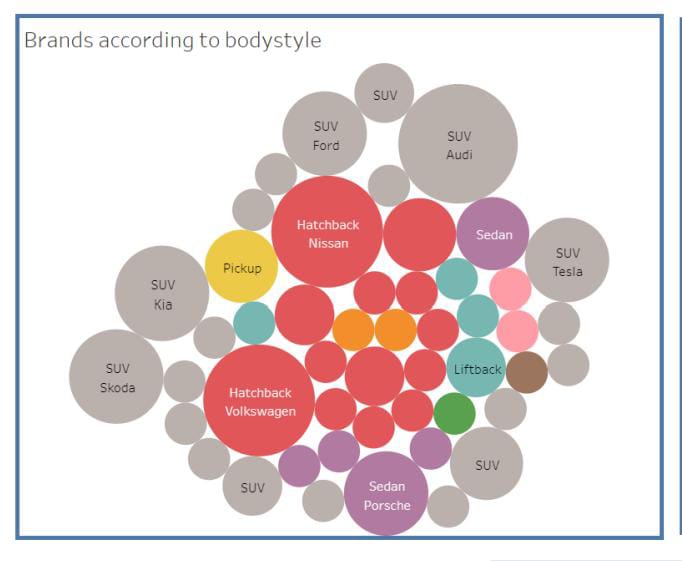 Brands according to bodystyle
SUV
SUV
Ford
SUV
Audi
Hatchback
Nissan
Sedan
Pickup
SUV
Tesla
SUV
Kia
SUV
Skoda
Liftback
Hatchback
Volkswagen
SUV
SUV
Sedan
Porsche